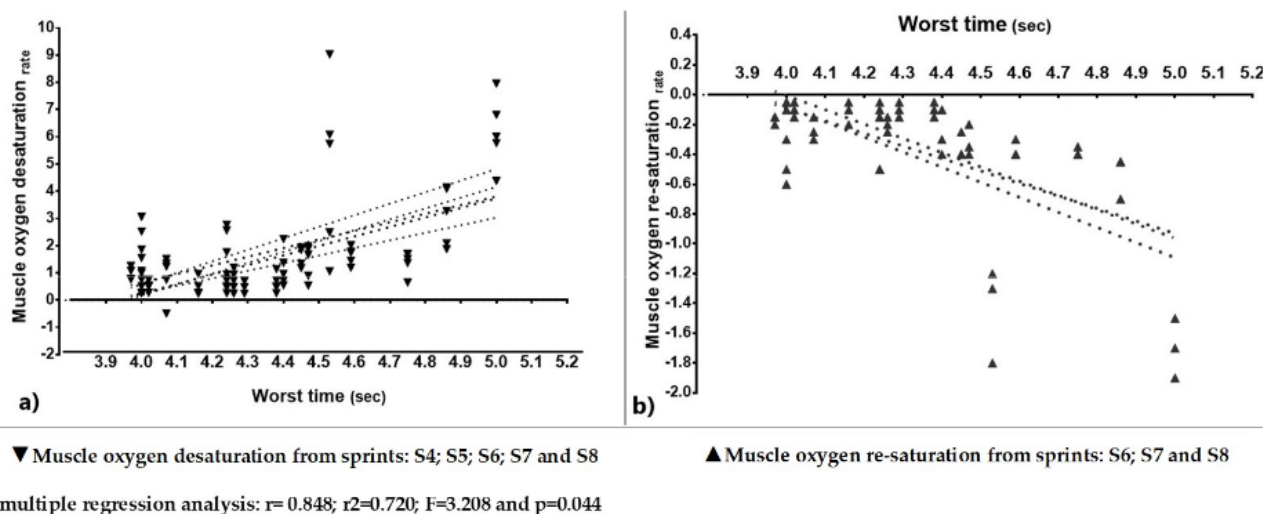 10
9
8
7
6
5
4
3
2
1
0
-1
-2
Muscle oxygen desaturation rate
3.9 4.0 4.1 4.2 4.3 4.4 4.5 4.6 4.7 4.8 4.9 5.0 5.1 5.2
Worst time (sec)
a)
Worst time (sec)
0.4
0.2
3.9 4.0 4.1 4.2 4.3 4.4 4.5 4.6 4.7 4.8 4.9 5.0 5.1 5.2
0.0
-0.2
-0.4
-0.6
-0.8
-1.0
-1.2
-1.4
-1.6
-1.8
-2.0
Muscle oxygen re-saturation rate
b)
▼ Muscle oxygen desaturation from sprints: S4; S5; S6, S7 and S8
▲ Muscle oxygen re-saturation from sprints: S6; S7 and S8
multiple regression analysis: r= 0.848; r2=0.720; F=3.208 and p=0.044